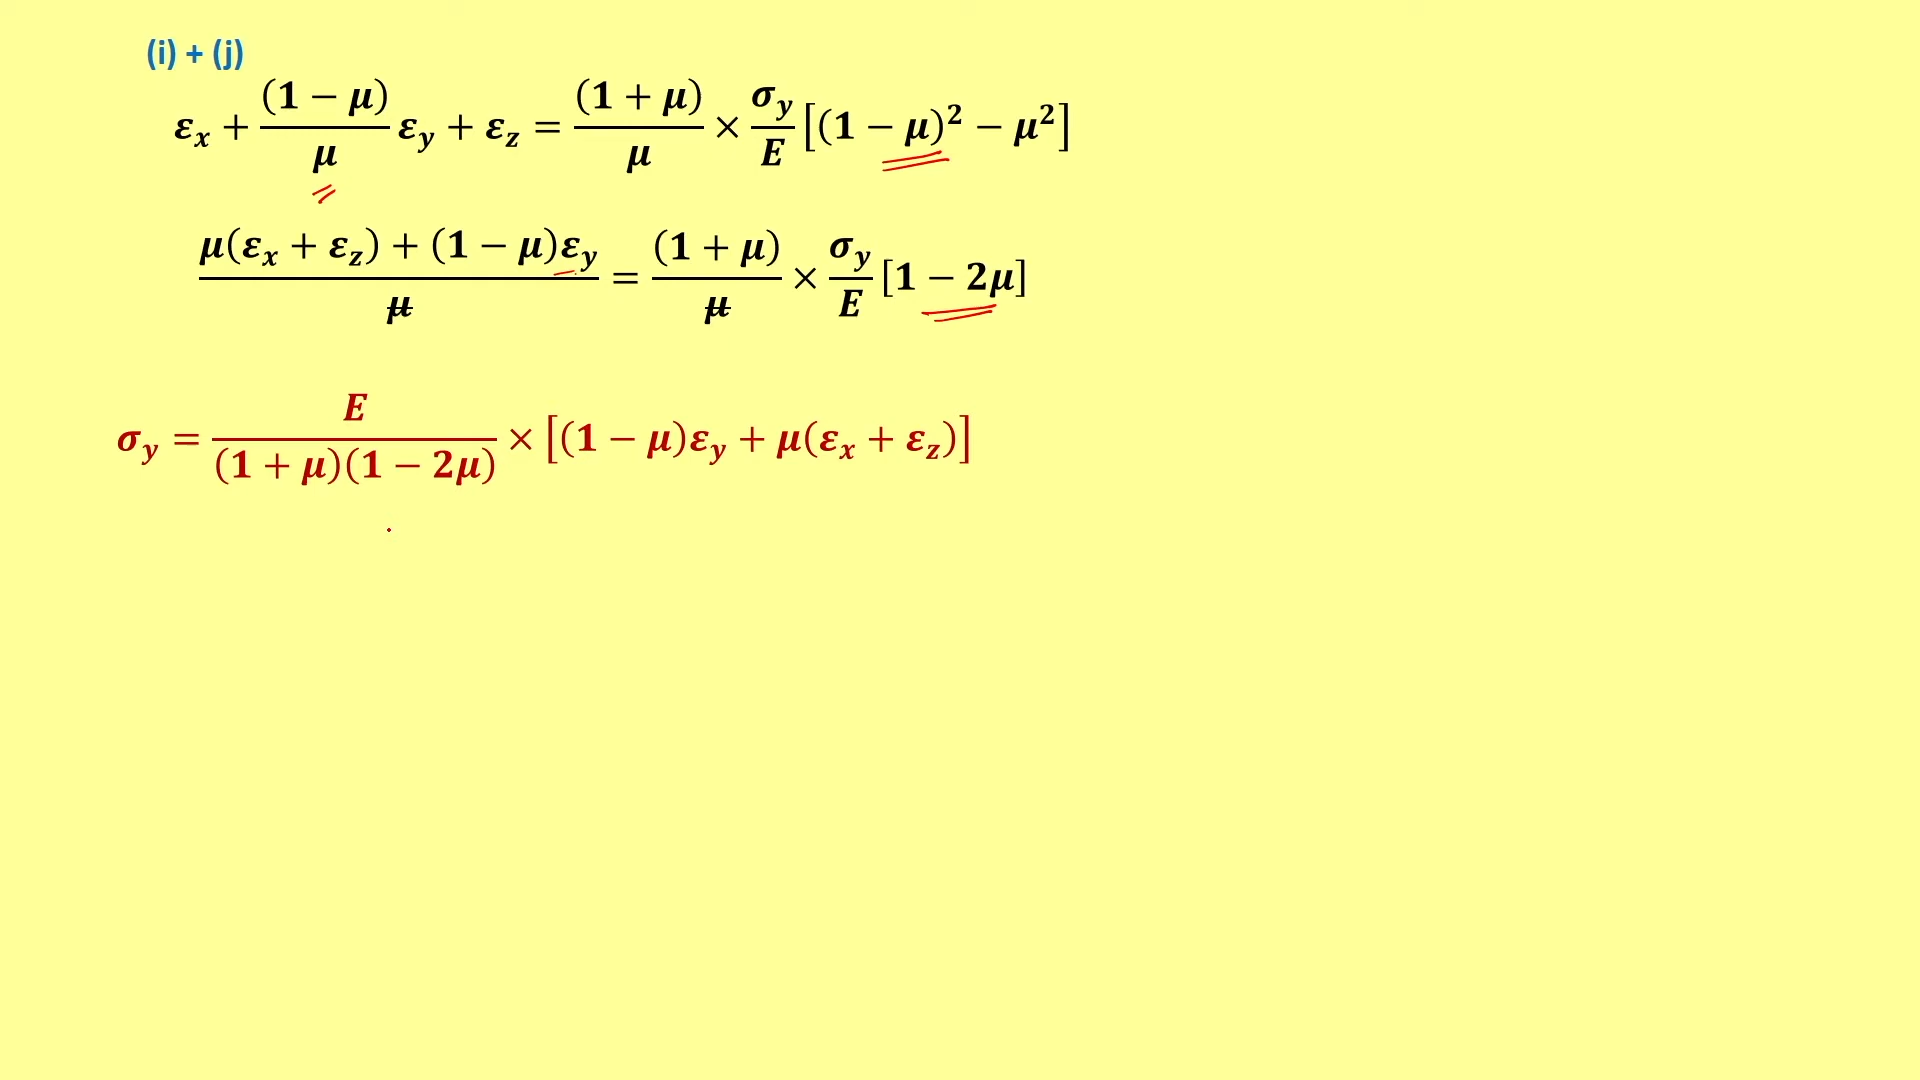 (i) + (j)
εx + (1 − μ)/μ εy + εz = (1 + μ)/μ × σy/E [(1 − μ)² − μ²]
μ(εx + εz) + (1 − μ)εy / μ = (1 + μ)/μ × σy/E [1 − 2μ]
σy = E/(1 + μ)(1 − 2μ) × [(1 − μ)εy + μ(εx + εz)]